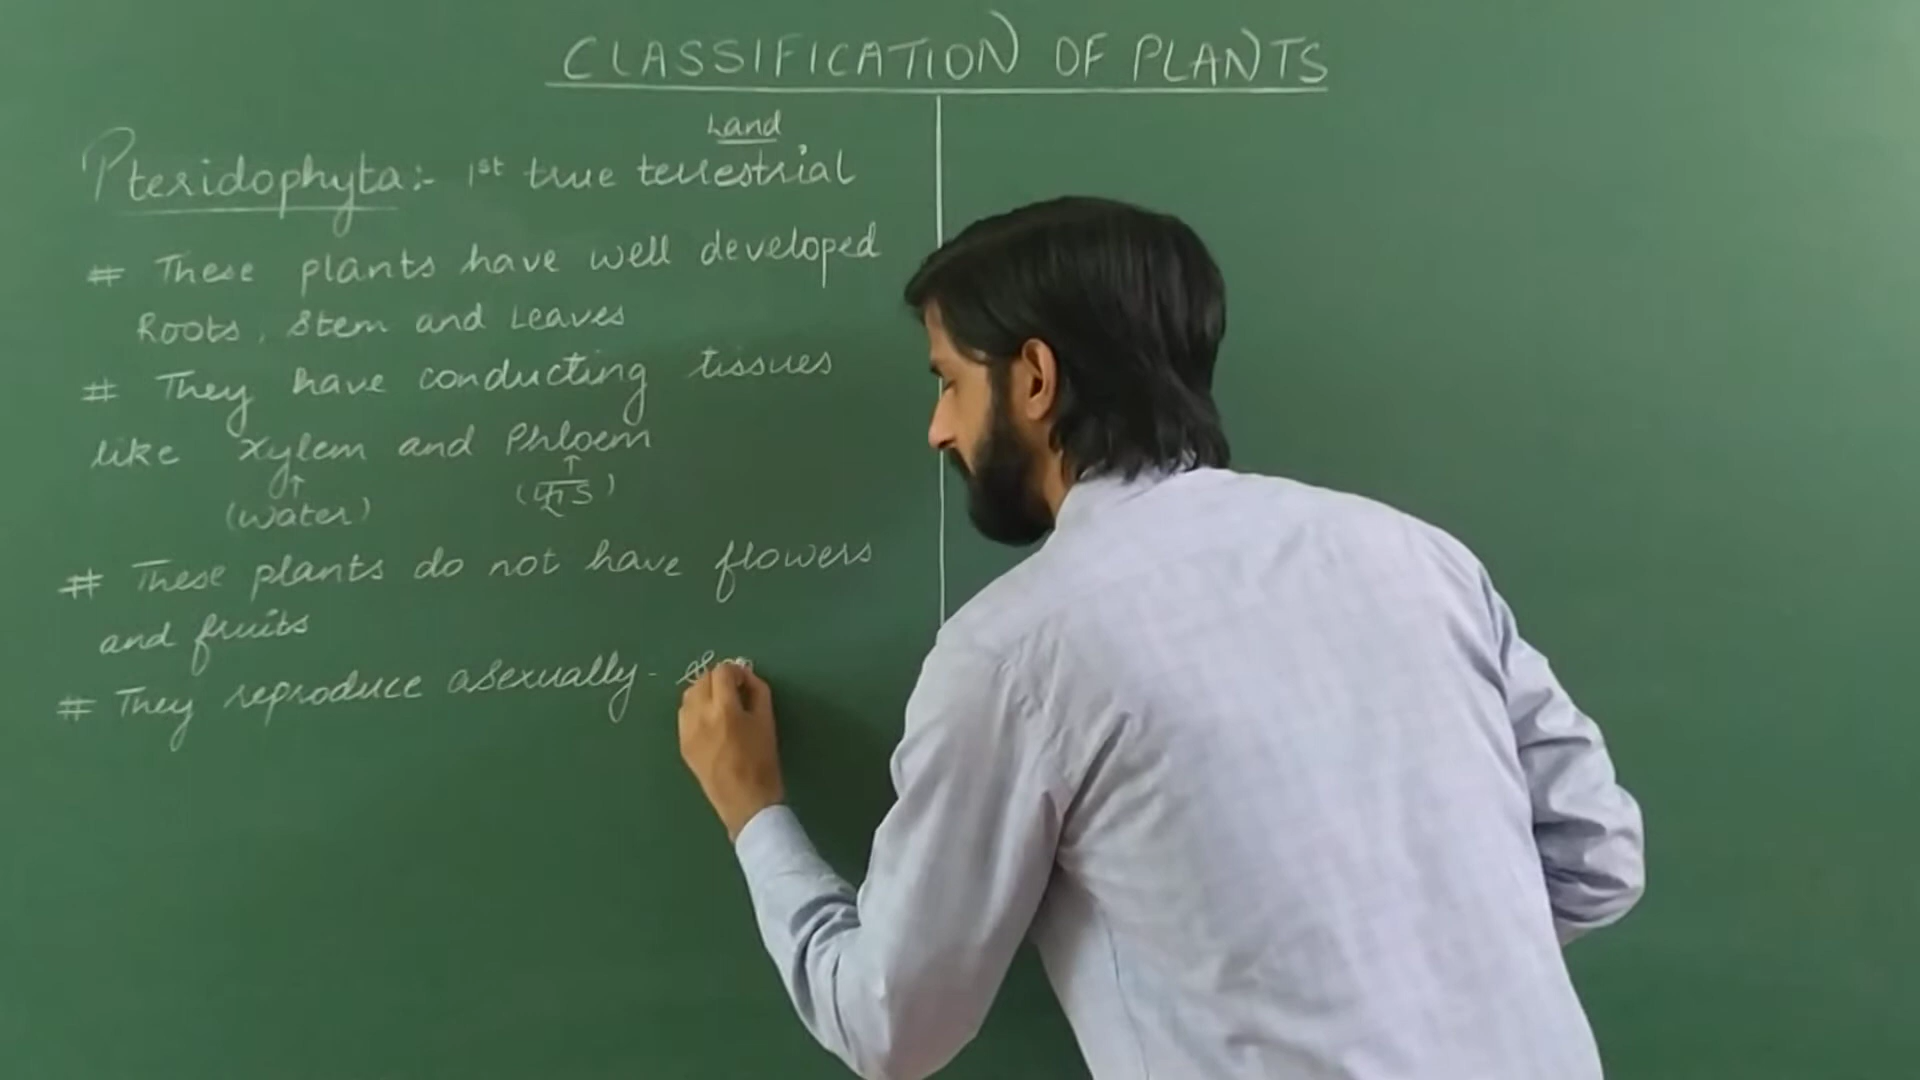 CLASSIFICATION OF PLANTS
Land
Pteridophyta:- 1st true terrestrial
# These plants have well developed
Roots, Stem and Leaves
# They have conducting tissues
like Xylem and Phloem
↑ ↑
(water) (फूड)
# These plants do not have flowers
and fruits
# They reproduce asexually -